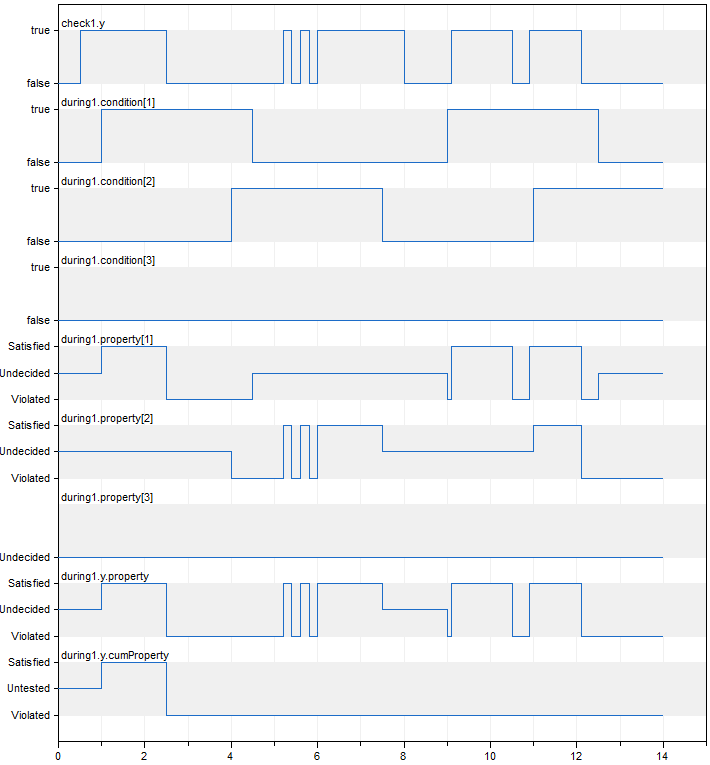 check1.y
true
false
during1.condition[1]
true
false
during1.condition[2]
true
false
during1.condition[3]
true
false
during1.property[1]
Satisfied
Undecided
Violated
during1.property[2]
Satisfied
Undecided
Violated
during1.property[3]
Undecided
during1.y.property
Satisfied
Undecided
Violated
during1.y.cumProperty
Satisfied
Untested
Violated
0 2 4 6 8 10 12 14